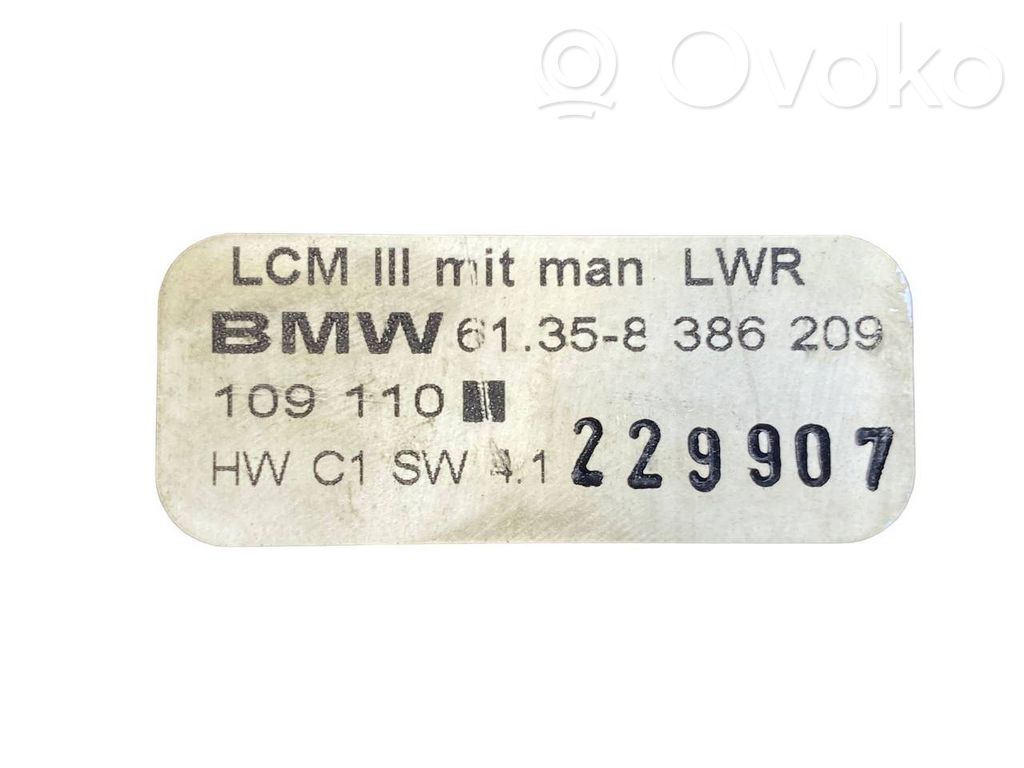 Ovoko
LCM III mit man LWR
BMW 61.35-8 386 209
109 110
HW C1 SW 4.1 229907